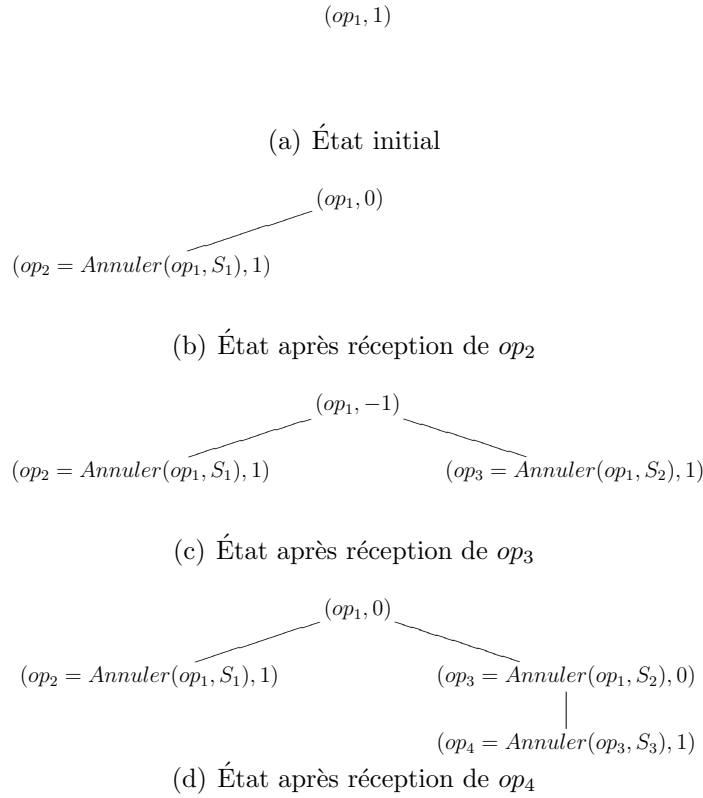 (op₁, 1)
(a) État initial
(op₁, 0)
(op₂ = Annuler(op₁, S₁), 1)
(b) État après réception de op₂
(op₁, −1)
(op₂ = Annuler(op₁, S₁), 1) (op₃ = Annuler(op₁, S₂), 1)
(c) État après réception de op₃
(op₁, 0)
(op₂ = Annuler(op₁, S₁), 1) (op₃ = Annuler(op₁, S₂), 0)
(op₄ = Annuler(op₃, S₃), 1)
(d) État après réception de op₄